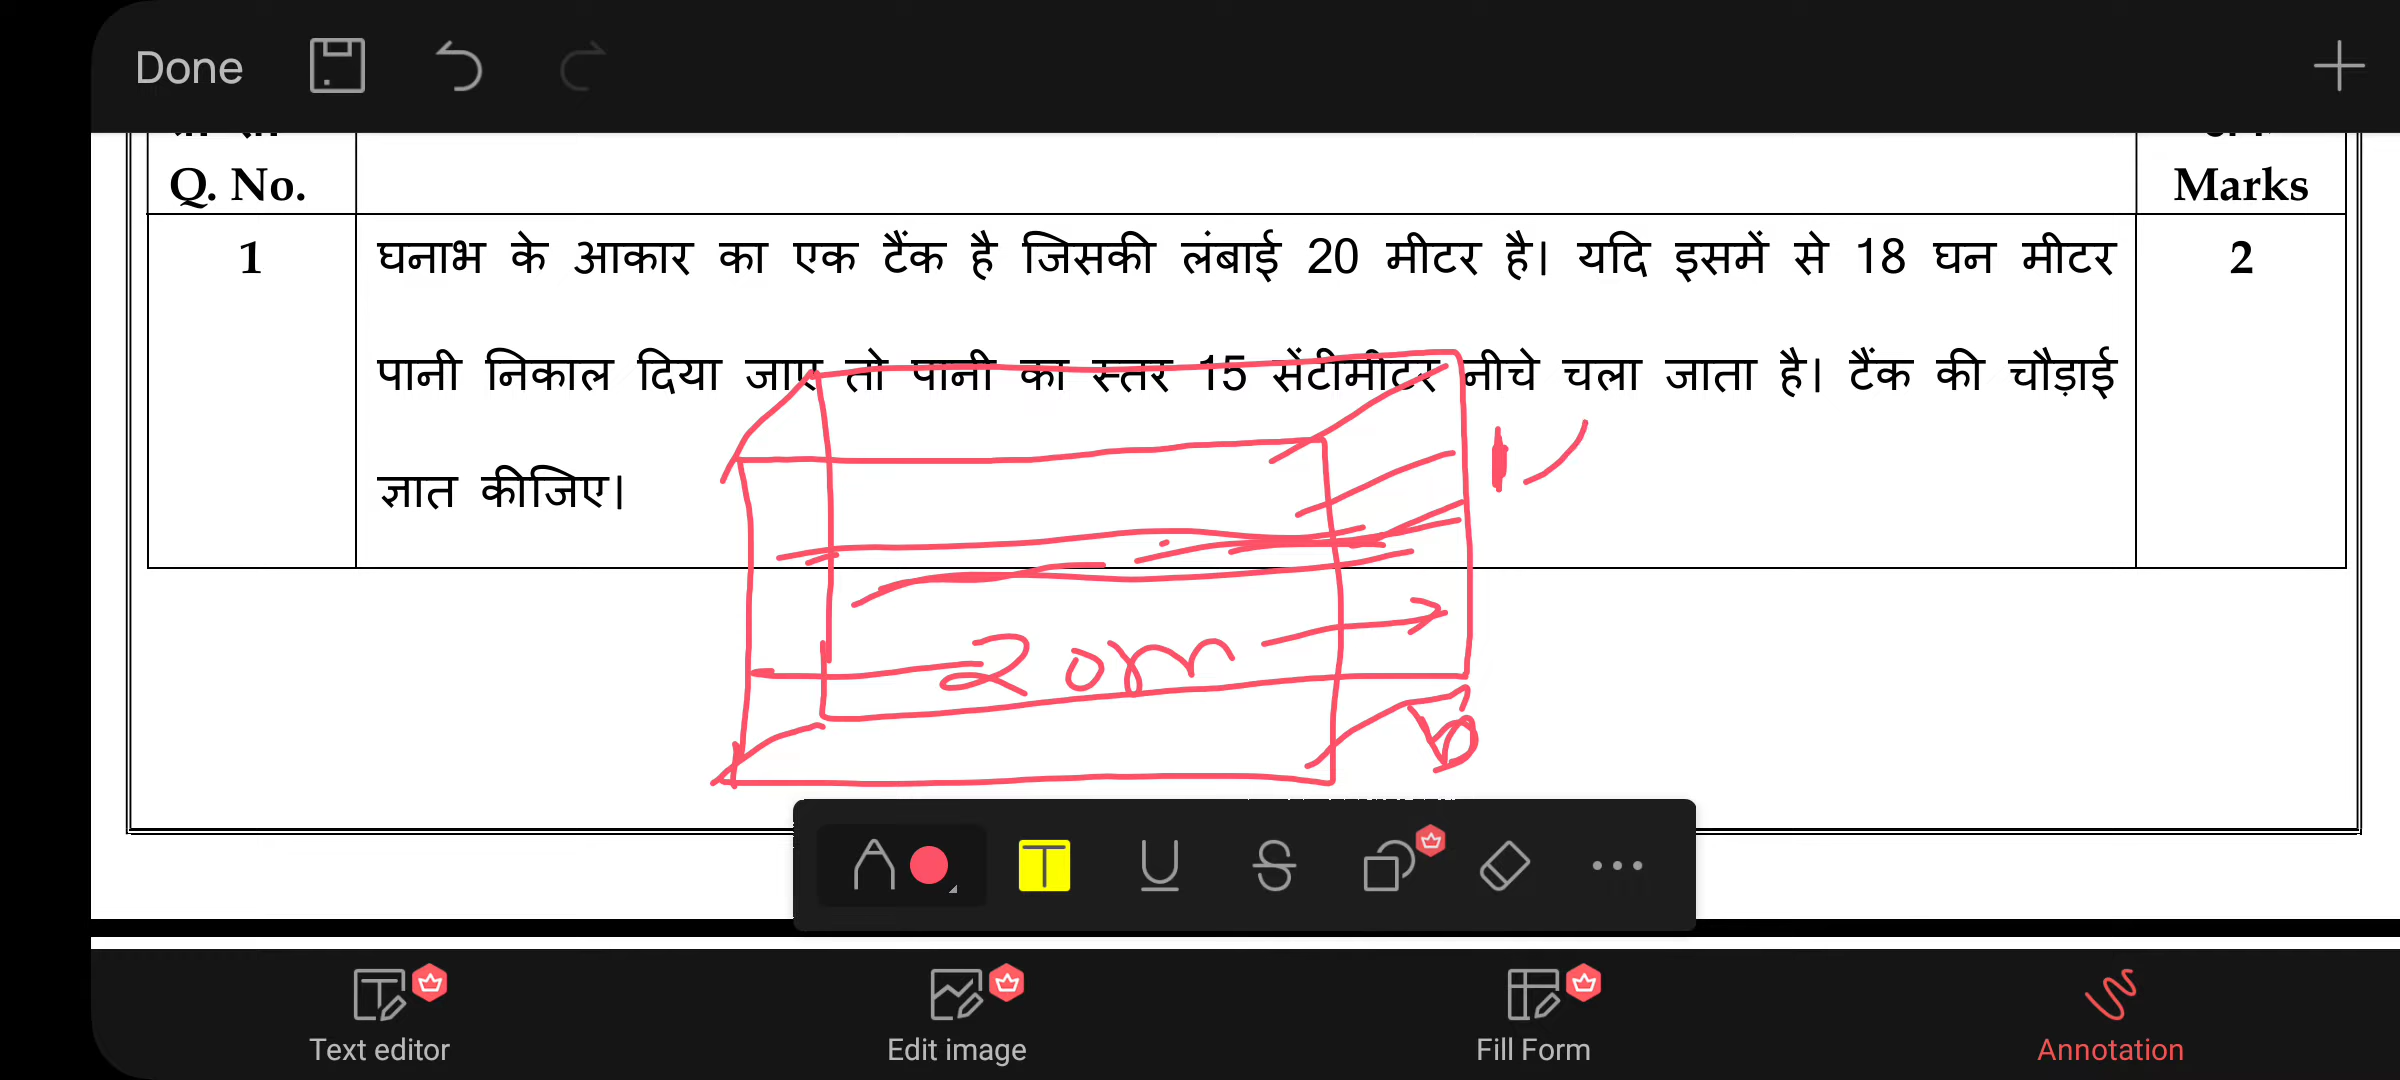 Done
Q. No.
Marks
1
घनाभ के आकार का एक टैंक है जिसकी लंबाई 20 मीटर है। यदि इसमें से 18 घन मीटर
2
पानी निकाल दिया जाए तो पानी का स्तर 15 सेंटीमीटर नीचे चला जाता है। टैंक की चौड़ाई
ज्ञात कीजिए।
20m
b
Text editor
Edit image
Fill Form
Annotation